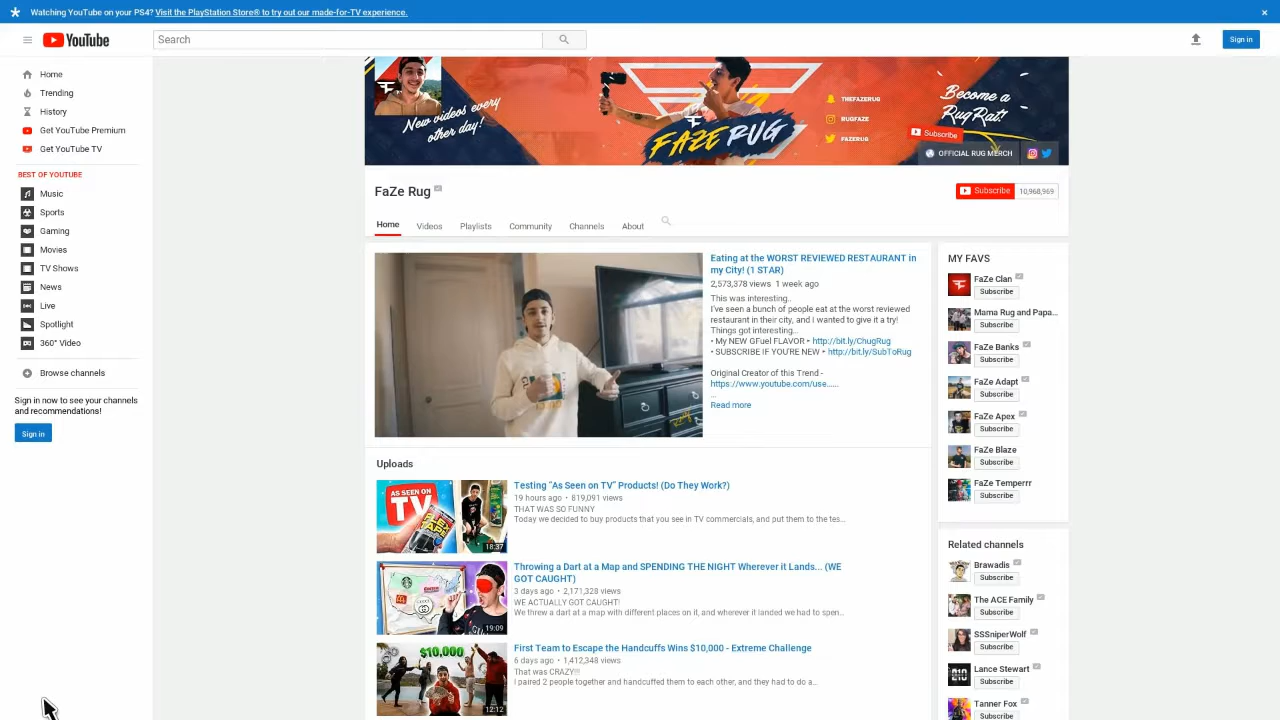 Watching YouTube on your PS4? Visit the PlayStation Store® to try out our made-for-TV experience.
YouTube
Search
Sign in
Home
Trending
History
Get YouTube Premium
Get YouTube TV
BEST OF YOUTUBE
Music
Sports
Gaming
Movies
TV Shows
News
Live
Spotlight
360° Video
Browse channels
Sign in now to see your channels
and recommendations!
Sign in
New videos every
other day!
FAZE RUG
THEFAZERUG
RUGFAZE
FAZERUG
Become a
RugRat!
Subscribe
OFFICIAL RUG MERCH
FaZe Rug
Subscribe 10,968,969
Home Videos Playlists Community Channels About
Eating at the WORST REVIEWED RESTAURANT in
my City! (1 STAR)
2,573,378 views 1 week ago
This was interesting..
I've seen a bunch of people eat at the worst reviewed
restaurant in their city, and I wanted to give it a try!
Things got interesting...
• My NEW GFuel FLAVOR ‣ http://bit.ly/ChugRug
• SUBSCRIBE IF YOU'RE NEW ‣ http://bit.ly/SubToRug
Original Creator of this Trend -
https://www.youtube.com/use......
...
Read more
Uploads
AS SEEN ON
TV
FLEX
TAPE
18:37
Testing “As Seen on TV” Products! (Do They Work?)
19 hours ago • 819,091 views
THAT WAS SO FUNNY
Today we decided to buy products that you see in TV commercials, and put them to the tes...
19:09
Throwing a Dart at a Map and SPENDING THE NIGHT Wherever it Lands... (WE
GOT CAUGHT)
3 days ago • 2,171,328 views
WE ACTUALLY GOT CAUGHT!
We threw a dart at a map with different places on it, and wherever it landed we had to spen...
$10,000
12:12
First Team to Escape the Handcuffs Wins $10,000 - Extreme Challenge
6 days ago • 1,412,348 views
That was CRAZY!!!
I paired 2 people together and handcuffed them to each other, and they had to do a...
MY FAVS
FaZe Clan
Subscribe
Mama Rug and Papa...
Subscribe
FaZe Banks
Subscribe
FaZe Adapt
Subscribe
FaZe Apex
Subscribe
FaZe Blaze
Subscribe
FaZe Temperrr
Subscribe
Related channels
Brawadis
Subscribe
The ACE Family
Subscribe
SSSniperWolf
Subscribe
Lance Stewart
Subscribe
Tanner Fox
Subscribe